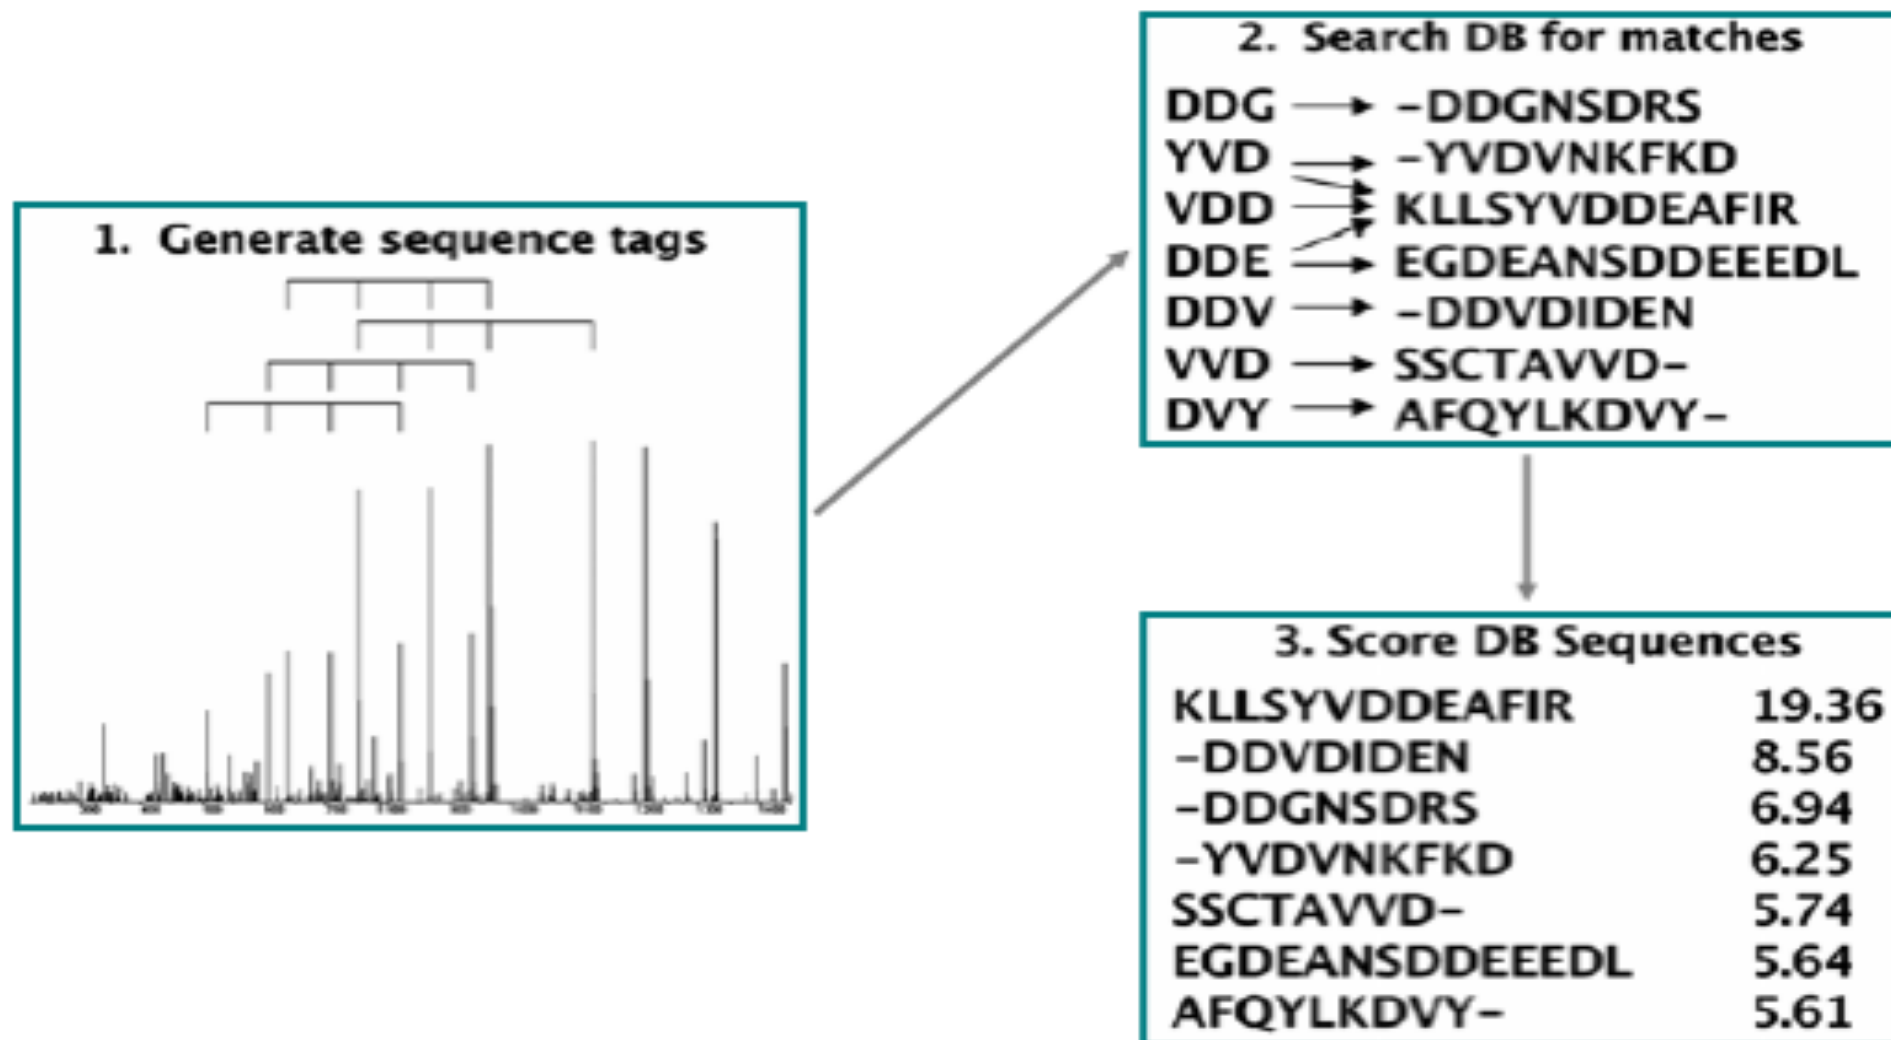 1. Generate sequence tags
2. Search DB for matches
DDG → -DDGNSDRS
YVD → -YVDVNKFKD
VDD → KLLSYVDDEAFIR
DDE → EGDEANSDDEEEDL
DDV → -DDVDIDEN
VVD → SSCTAVVD-
DVY → AFQYLKDVY-
3. Score DB Sequences
KLLSYVDDEAFIR 19.36
-DDVDIDEN 8.56
-DDGNSDRS 6.94
-YVDVNKFKD 6.25
SSCTAVVD- 5.74
EGDEANSDDEEEDL 5.64
AFQYLKDVY- 5.61